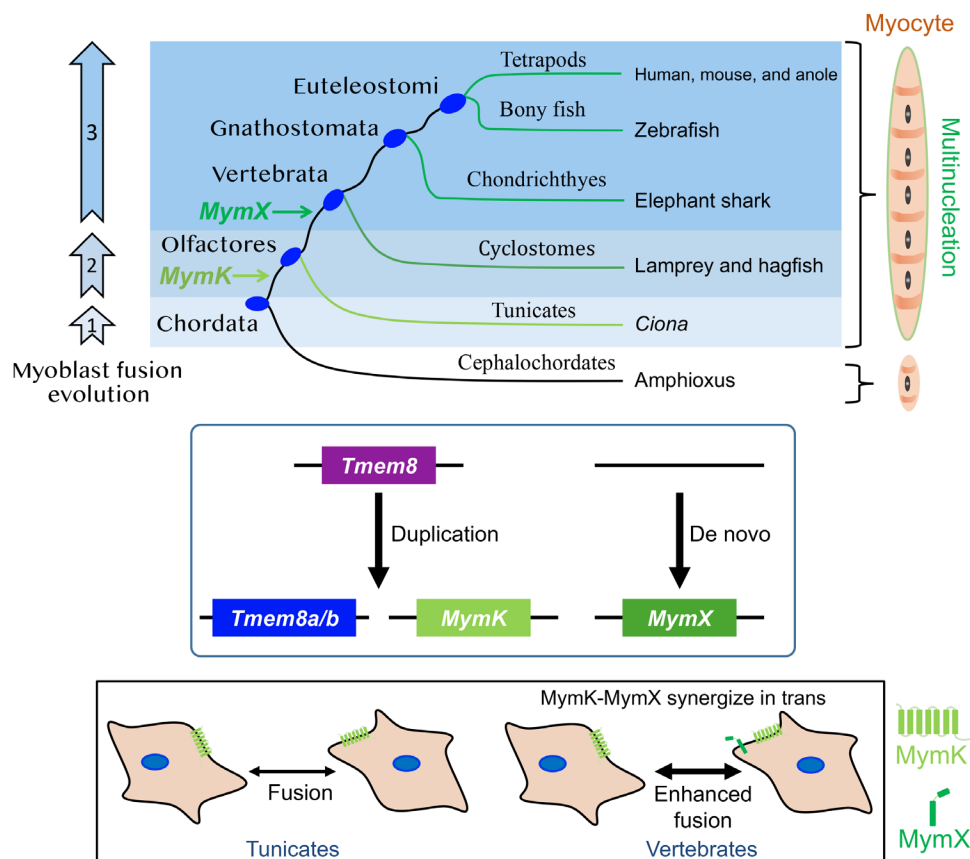 Myocyte
3
2
1
Myoblast fusion
evolution
Euteleostomi
Gnathostomata
Vertebrata
MymX
Olfactores
MymK
Chordata
Tetrapods
Human, mouse, and anole
Bony fish
Zebrafish
Chondrichthyes
Elephant shark
Cyclostomes
Lamprey and hagfish
Tunicates
Ciona
Cephalochordates
Amphioxus
Multinucleation
Tmem8
Duplication
De novo
Tmem8a/b
MymK
MymX
MymK-MymX synergize in trans
Fusion
Enhanced
fusion
Tunicates
Vertebrates
MymK
MymX